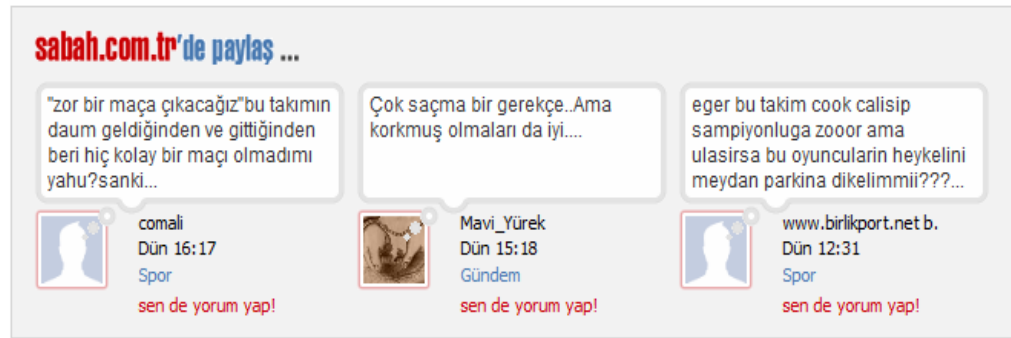 sabah.com.tr'de paylaş ...
"zor bir maça çıkacağız"bu takımın
daum geldiğinden ve gittiğinden
beri hiç kolay bir maçı olmadımı
yahu?sanki...
comali
Dün 16:17
Spor
sen de yorum yap!
Çok saçma bir gerekçe..Ama
korkmuş olmaları da iyi....
Mavi_Yürek
Dün 15:18
Gündem
sen de yorum yap!
eger bu takim cook calisip
sampiyonluga zooor ama
ulasirsa bu oyuncularin heykelini
meydan parkina dikelimmii???...
www.birlikport.net b.
Dün 12:31
Spor
sen de yorum yap!